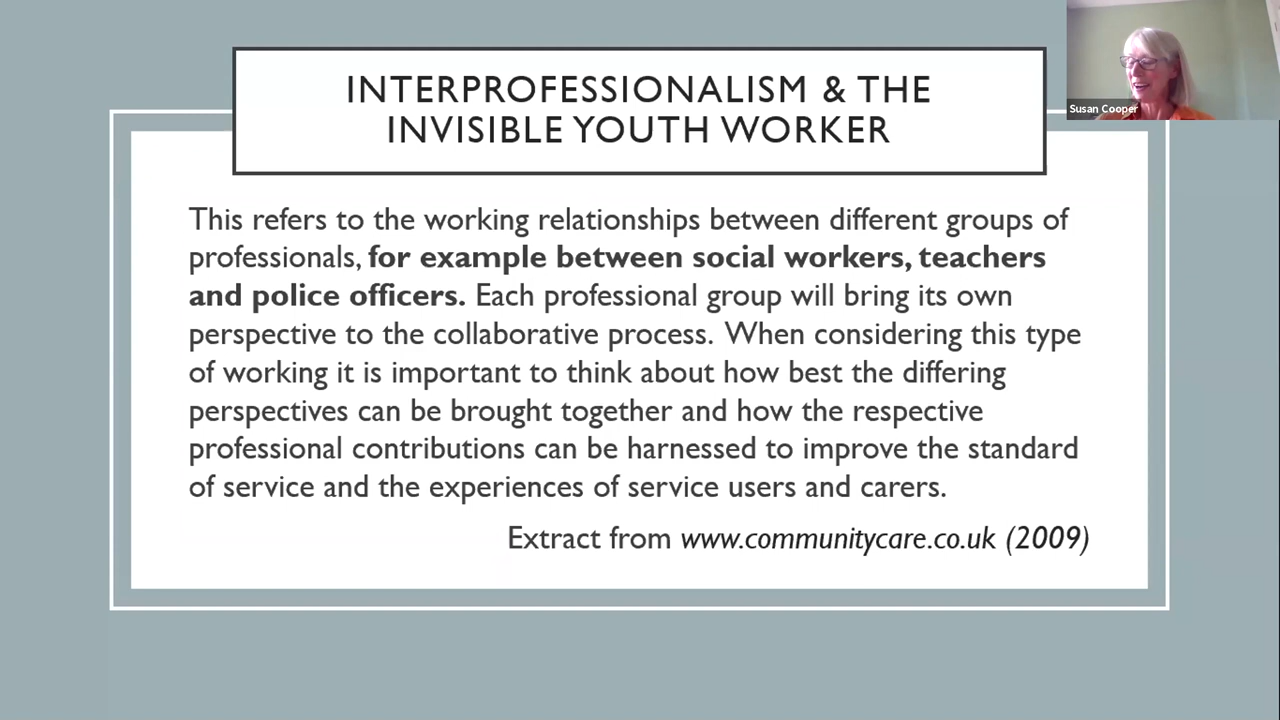 INTERPROFESSIONALISM & THE
INVISIBLE YOUTH WORKER
Susan Cooper
This refers to the working relationships between different groups of
professionals, for example between social workers, teachers
and police officers. Each professional group will bring its own
perspective to the collaborative process. When considering this type
of working it is important to think about how best the differing
perspectives can be brought together and how the respective
professional contributions can be harnessed to improve the standard
of service and the experiences of service users and carers.
Extract from www.communitycare.co.uk (2009)